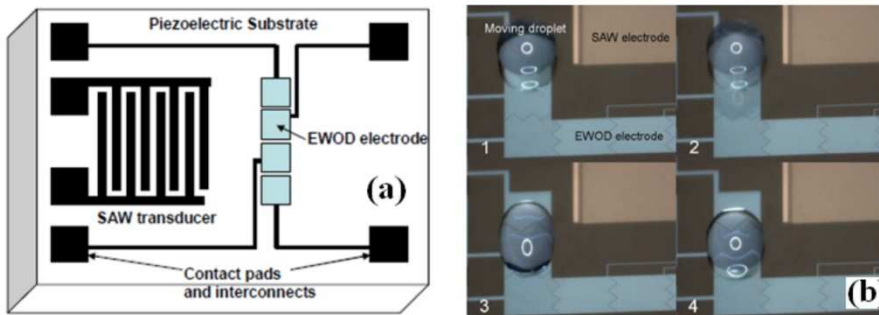 Piezoelectric Substrate
EWOD electrode
(a)
SAW transducer
Contact pads
and interconnects
Moving droplet
SAW electrode
EWOD electrode
1
2
3
4
(b)